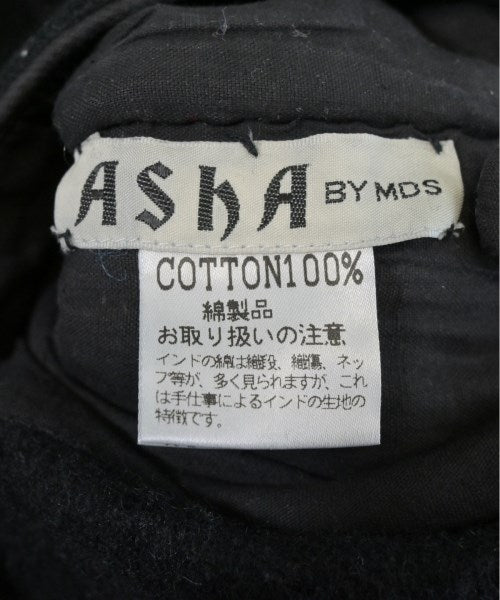 ASHA BY MDS
COTTON100%
綿製品
お取り扱いの注意
インドの綿は織段、織傷、ネッ
プ等が、多く見られますが、これ
は手仕事によるインドの生地の
特徴です。